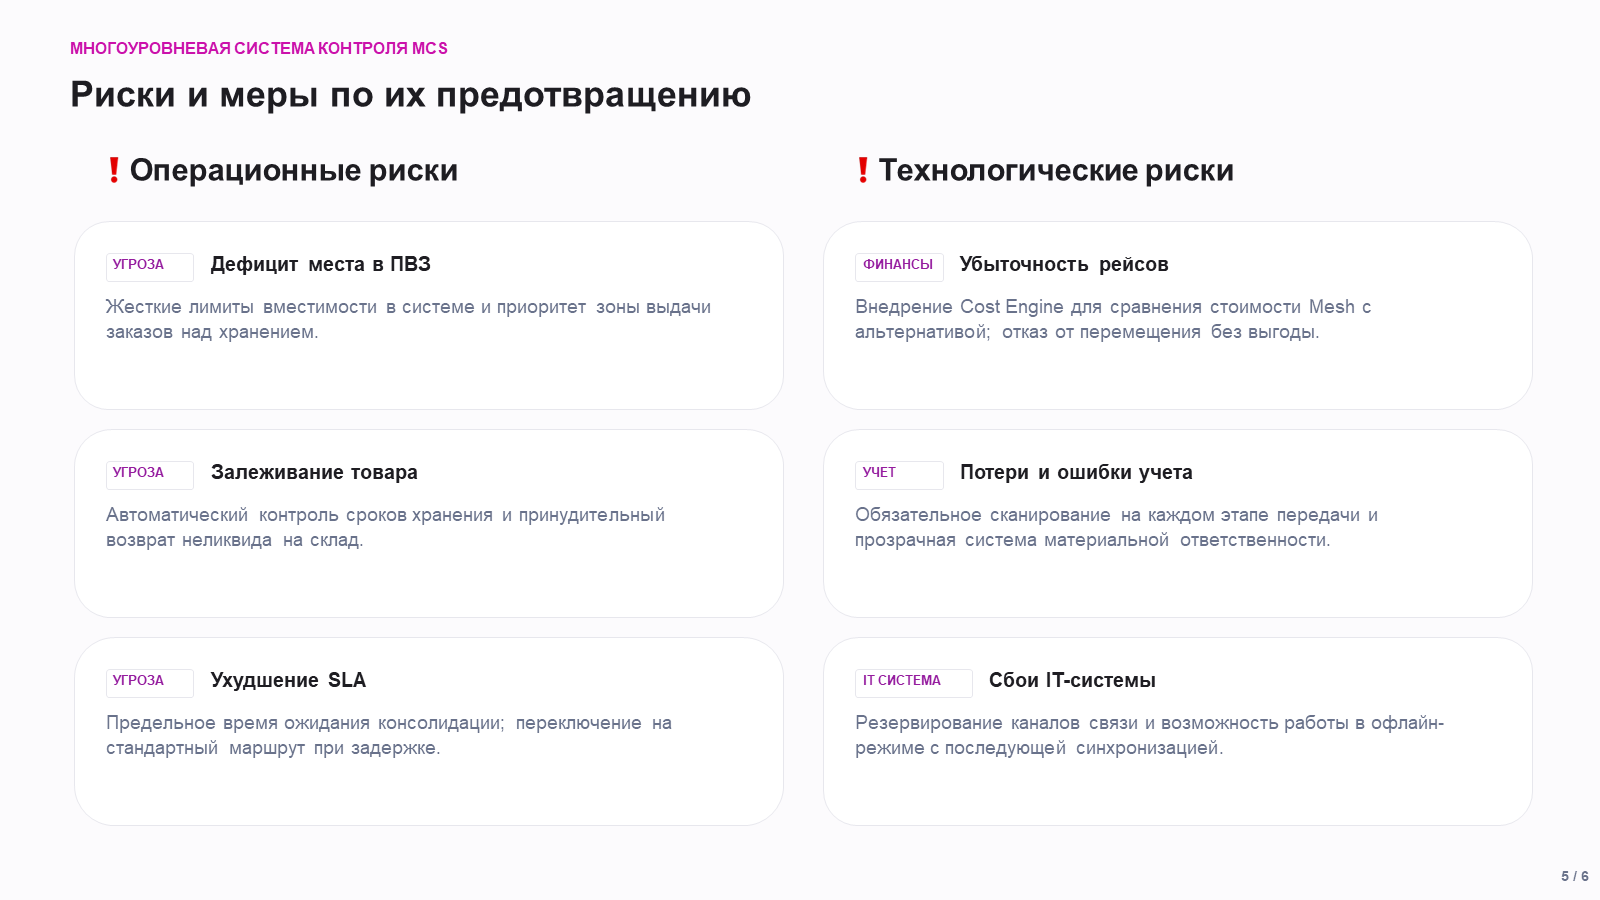 МНОГОУРОВНЕВАЯ СИСТЕМА КОНТРОЛЯ MCS
Риски и меры по их предотвращению
❗ Операционные риски
УГРОЗА Дефицит места в ПВЗ
Жесткие лимиты вместимости в системе и приоритет зоны выдачи
заказов над хранением.
УГРОЗА Залеживание товара
Автоматический контроль сроков хранения и принудительный
возврат неликвида на склад.
УГРОЗА Ухудшение SLA
Предельное время ожидания консолидации; переключение на
стандартный маршрут при задержке.
❗ Технологические риски
ФИНАНСЫ Убыточность рейсов
Внедрение Cost Engine для сравнения стоимости Mesh с
альтернативой; отказ от перемещения без выгоды.
УЧЕТ Потери и ошибки учета
Обязательное сканирование на каждом этапе передачи и
прозрачная система материальной ответственности.
IT СИСТЕМА Сбои IT-системы
Резервирование каналов связи и возможность работы в офлайн-
режиме с последующей синхронизацией.
5 / 6